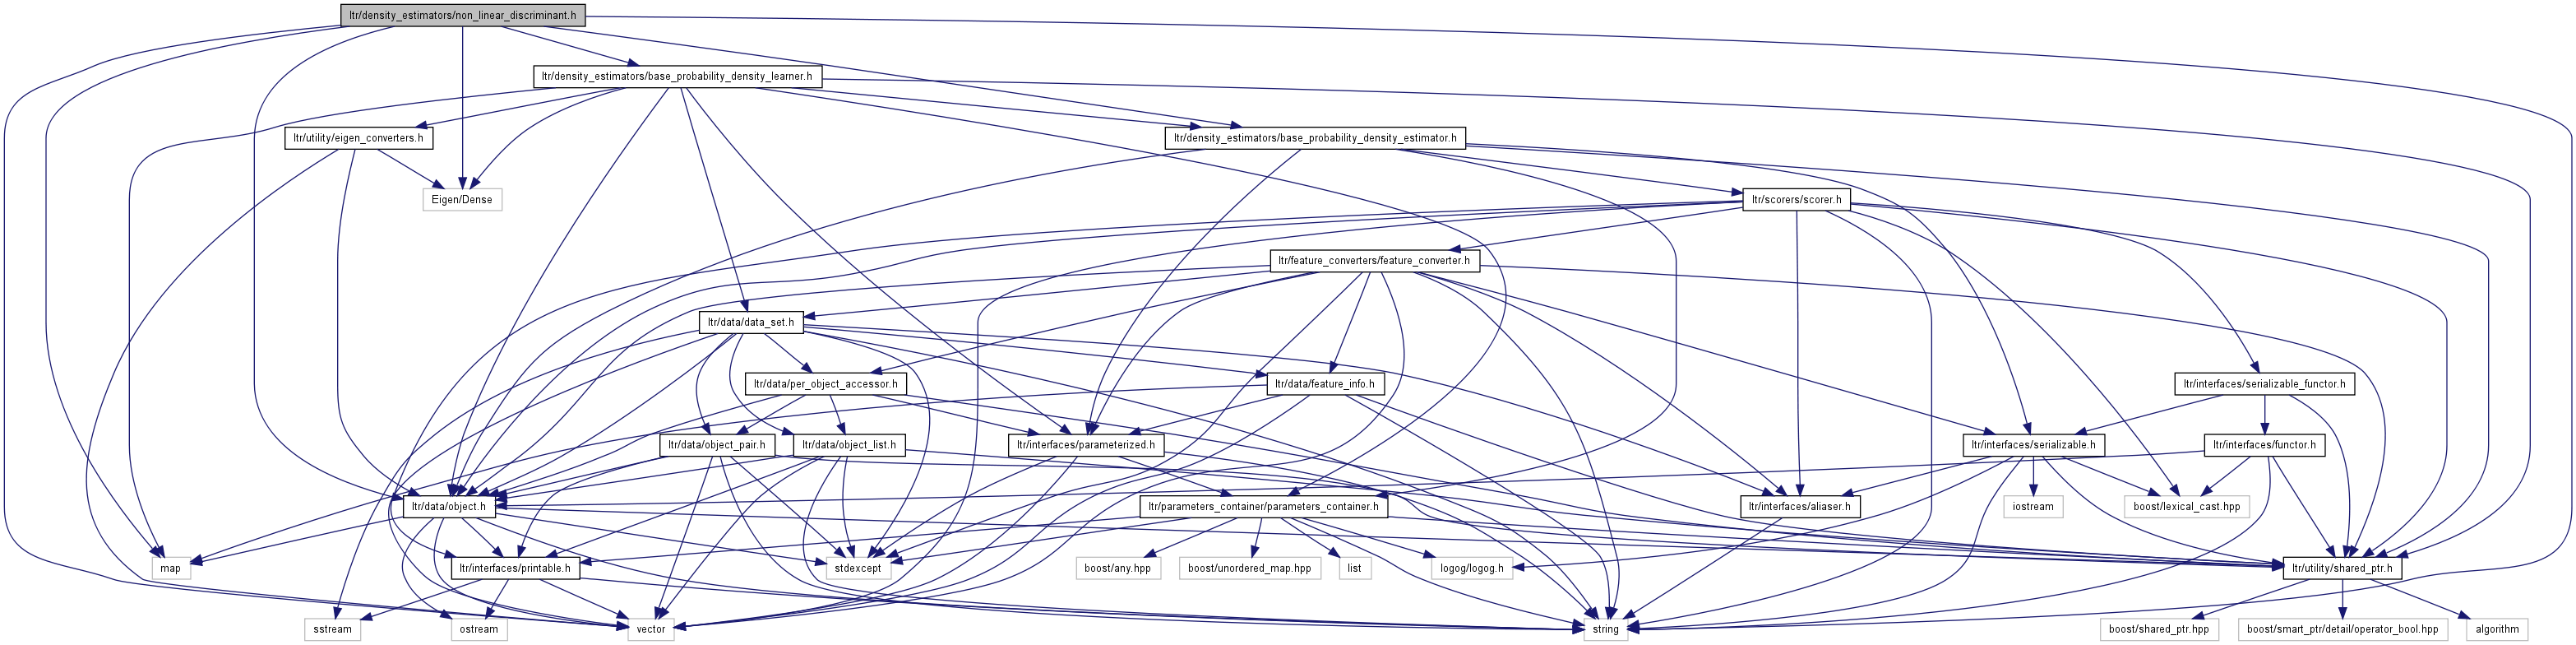 ltr/density_estimators/non_linear_discriminant.h
ltr/density_estimators/base_probability_density_learner.h
ltr/utility/eigen_converters.h
ltr/density_estimators/base_probability_density_estimator.h
Eigen/Dense
ltr/scorers/scorer.h
ltr/feature_converters/feature_converter.h
ltr/data/data_set.h
ltr/data/per_object_accessor.h
ltr/data/feature_info.h
ltr/interfaces/serializable_functor.h
ltr/data/object_pair.h
ltr/data/object_list.h
ltr/interfaces/parameterized.h
ltr/interfaces/serializable.h
ltr/interfaces/functor.h
ltr/data/object.h
ltr/parameters_container/parameters_container.h
ltr/interfaces/aliaser.h
iostream
boost/lexical_cast.hpp
map
ltr/interfaces/printable.h
stdexcept
boost/any.hpp
boost/unordered_map.hpp
list
logog/logog.h
ltr/utility/shared_ptr.h
sstream
ostream
vector
string
boost/shared_ptr.hpp
boost/smart_ptr/detail/operator_bool.hpp
algorithm